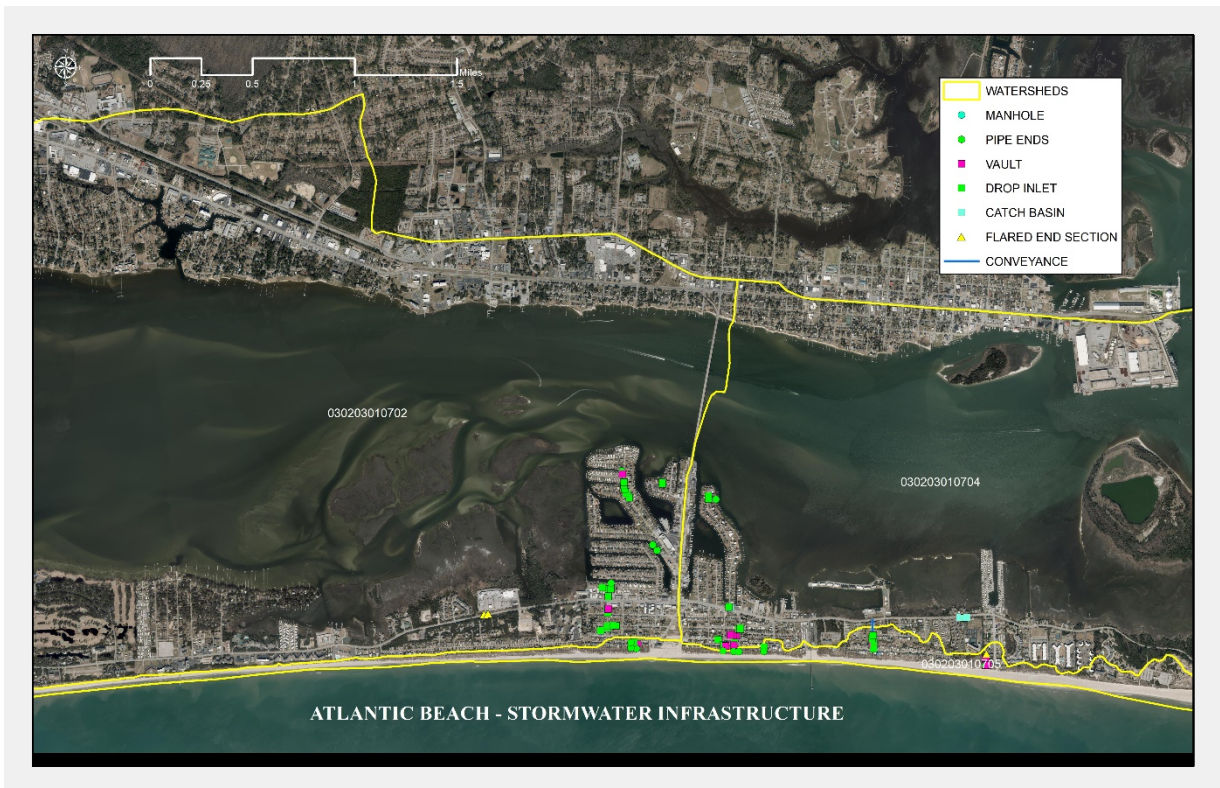 0 0.25 0.5 1 1.5
Miles
WATERSHEDS
MANHOLE
PIPE ENDS
VAULT
DROP INLET
CATCH BASIN
FLARED END SECTION
CONVEYANCE
030203010702
030203010704
030203010705
ATLANTIC BEACH - STORMWATER INFRASTRUCTURE